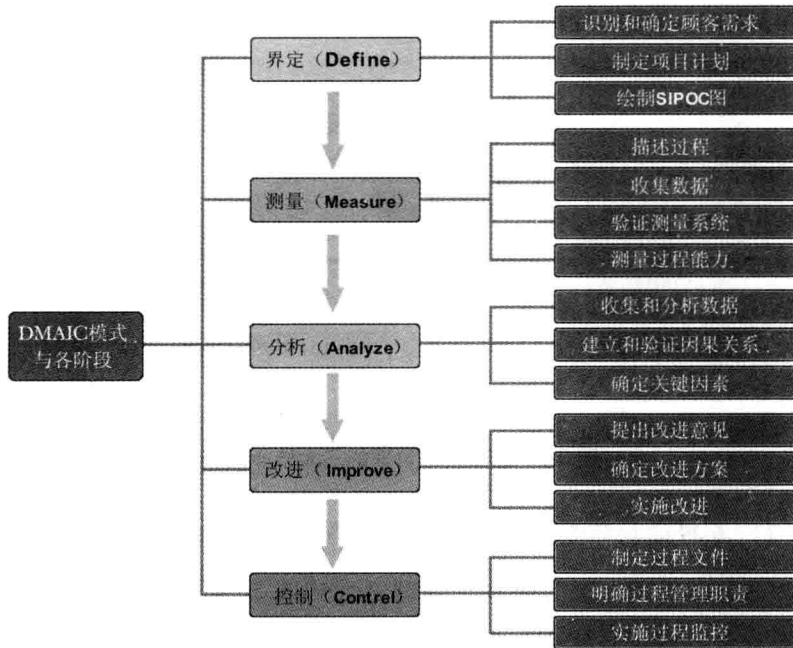 DMAIC模式
与各阶段
界定（Define）
识别和确定顾客需求
制定项目计划
绘制SIPOC图
测量（Measure）
描述过程
收集数据
验证测量系统
测量过程能力
分析（Analyze）
收集和分析数据
建立和验证因果关系
确定关键因素
改进（Improve）
提出改进意见
确定改进方案
实施改进
控制（Contrel）
制定过程文件
明确过程管理职责
实施过程监控